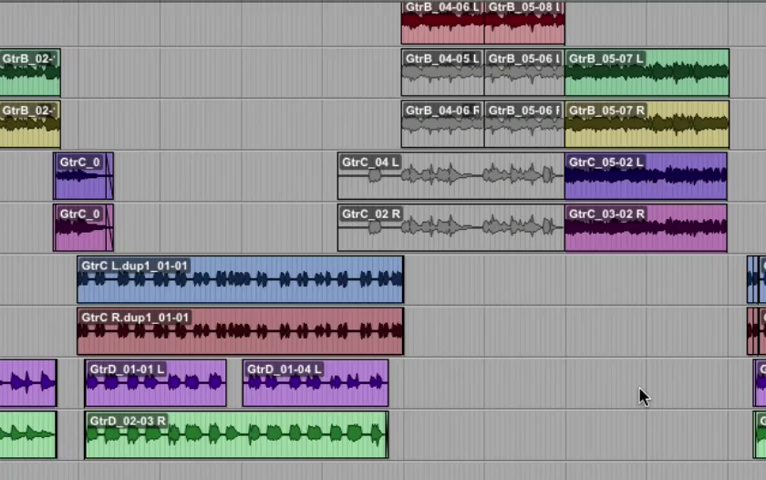 GtrB_04-06 L GtrB_05-08 L
GtrB_02- GtrB_04-05 L GtrB_05-06 L GtrB_05-07 L
GtrB_02- GtrB_04-06 R GtrB_05-06 R GtrB_05-07 R
GtrC_0 GtrC_04 L GtrC_05-02 L
GtrC_0 GtrC_02 R GtrC_03-02 R
GtrC L.dup1_01-01
GtrC R.dup1_01-01
GtrD_01-01 L GtrD_01-04 L
GtrD_02-03 R